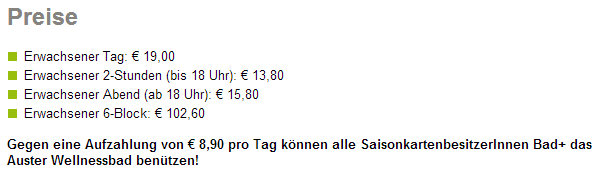 Preise
Erwachsener Tag: € 19,00
Erwachsener 2-Stunden (bis 18 Uhr): € 13,80
Erwachsener Abend (ab 18 Uhr): € 15,80
Erwachsener 6-Block: € 102,60
Gegen eine Aufzahlung von € 8,90 pro Tag können alle SaisonkartenbesitzerInnen Bad+ das
Auster Wellnessbad benützen!